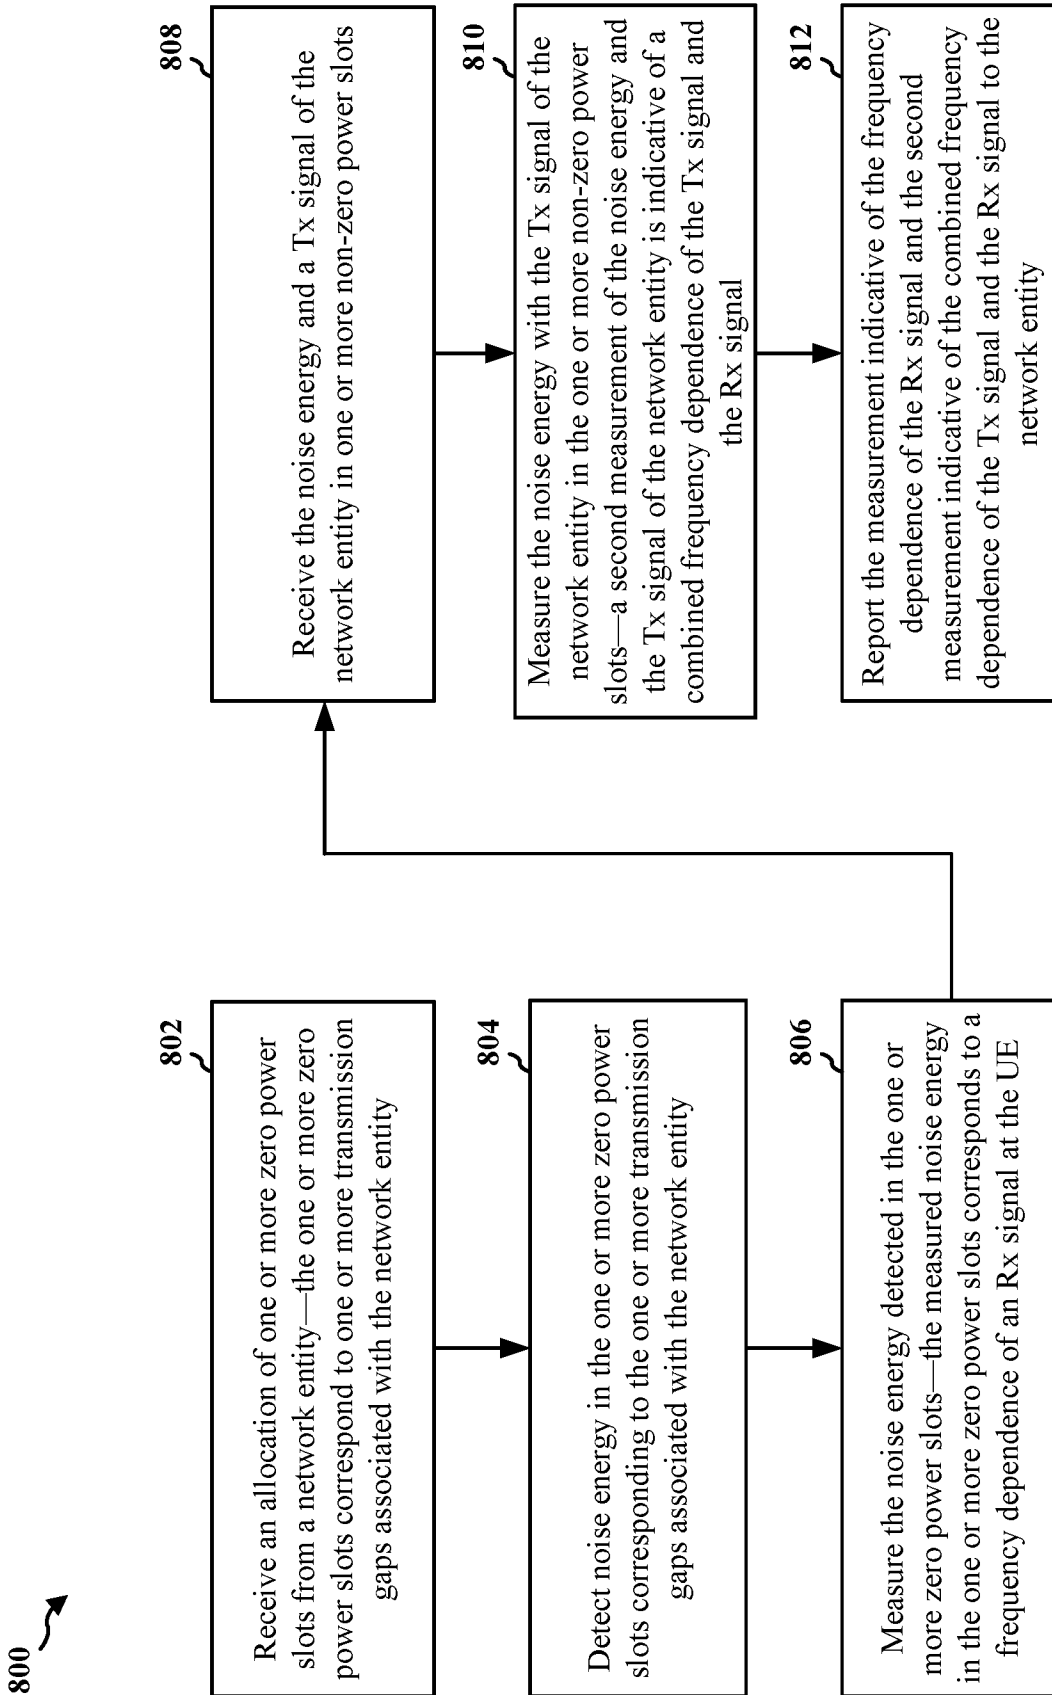 800
802
Receive an allocation of one or more zero power
slots from a network entity—the one or more zero
power slots correspond to one or more transmission
gaps associated with the network entity
804
Detect noise energy in the one or more zero power
slots corresponding to the one or more transmission
gaps associated with the network entity
806
Measure the noise energy detected in the one or
more zero power slots—the measured noise energy
in the one or more zero power slots corresponds to a
frequency dependence of an Rx signal at the UE
808
Receive the noise energy and a Tx signal of the
network entity in one or more non-zero power slots
810
Measure the noise energy with the Tx signal of the
network entity in the one or more non-zero power
slots—a second measurement of the noise energy and
the Tx signal of the network entity is indicative of a
combined frequency dependence of the Tx signal and
the Rx signal
812
Report the measurement indicative of the frequency
dependence of the Rx signal and the second
measurement indicative of the combined frequency
dependence of the Tx signal and the Rx signal to the
network entity